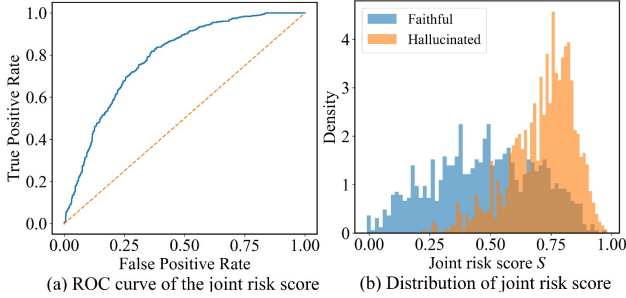 1.0
0.8
0.6
0.4
0.2
0.0
True Positive Rate
0.00 0.25 0.50 0.75 1.00
False Positive Rate
(a) ROC curve of the joint risk score
Faithful
Hallucinated
4
3
2
1
0
Density
0.00 0.25 0.50 0.75 1.00
Joint risk score S
(b) Distribution of joint risk score